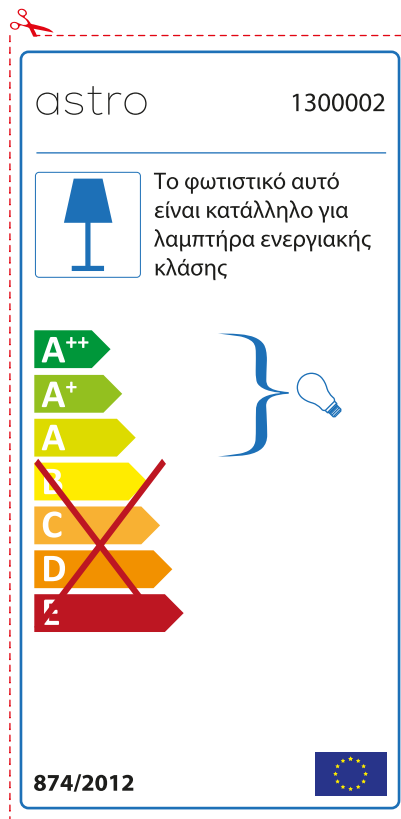 astro
1300002
Το φωτιστικό αυτό
είναι κατάλληλο για
λαμπτήρα ενεργιακής
κλάσης
A++
A+
A
B
C
D
E
874/2012